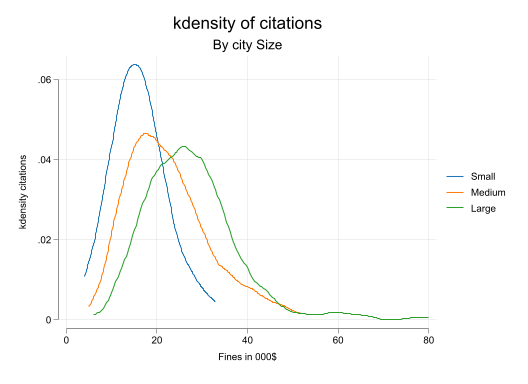 kdensity of citations
By city Size
kdensity citations
.06
.04
.02
0
0 20 40 60 80
Fines in 000$
Small
Medium
Large